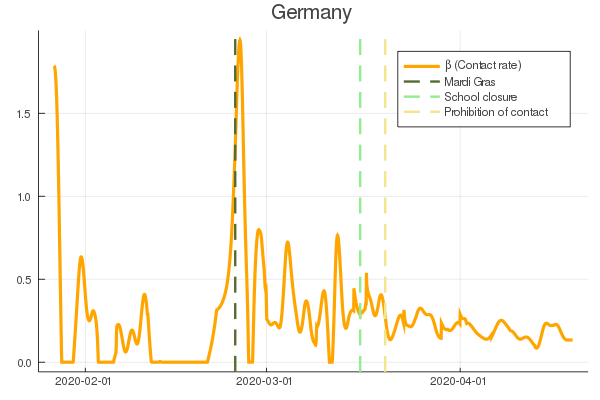 Germany
β (Contact rate)
Mardi Gras
School closure
Prohibition of contact
1.5
1.0
0.5
0.0
2020-02-01
2020-03-01
2020-04-01